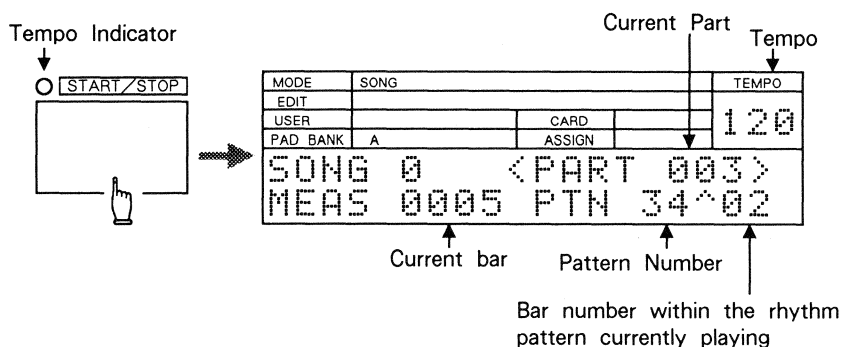 Tempo Indicator
START/STOP
Current Part
Tempo
MODE SONG TEMPO
EDIT
USER CARD 120
PAD BANK A ASSIGN
SONG 0 <PART 003>
MEAS 0005 PTN 34^02
Current bar
Pattern Number
Bar number within the rhythm
pattern currently playing